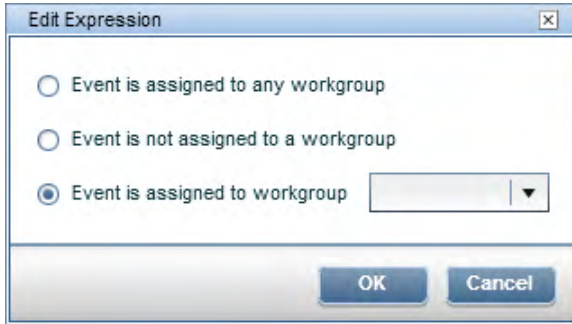 Edit Expression
Event is assigned to any workgroup
Event is not assigned to a workgroup
Event is assigned to workgroup
OK Cancel